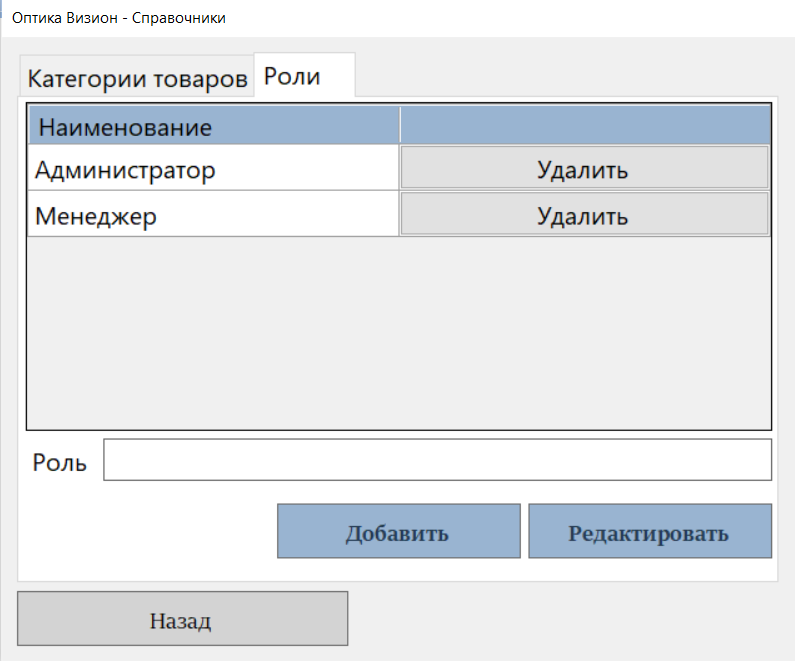 Оптика Визион - Справочники
Категории товаров Роли
Наименование
Администратор Удалить
Менеджер Удалить
Роль
Добавить Редактировать
Назад